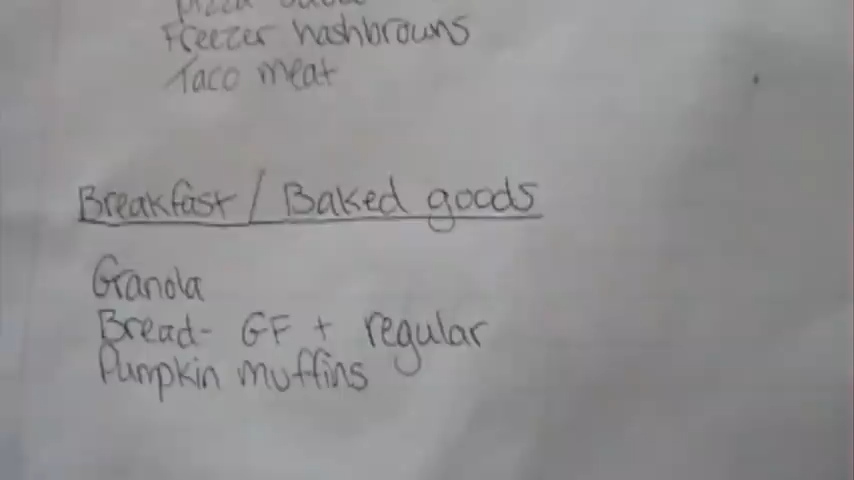 Freezer hashbrowns
Taco meat
Breakfast / Baked goods
Granola
Bread- GF + regular
Pumpkin muffins